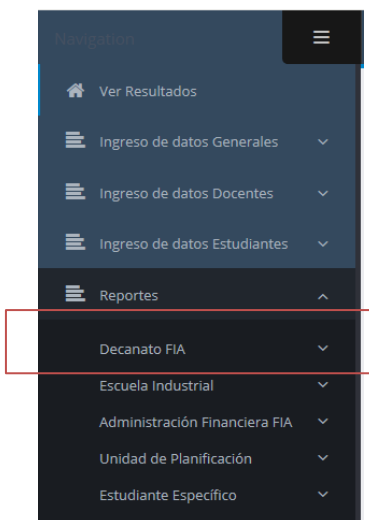 Navigation
Ver Resultados
Ingreso de datos Generales
Ingreso de datos Docentes
Ingreso de datos Estudiantes
Reportes
Decanato FIA
Escuela Industrial
Administración Financiera FIA
Unidad de Planificación
Estudiante Específico